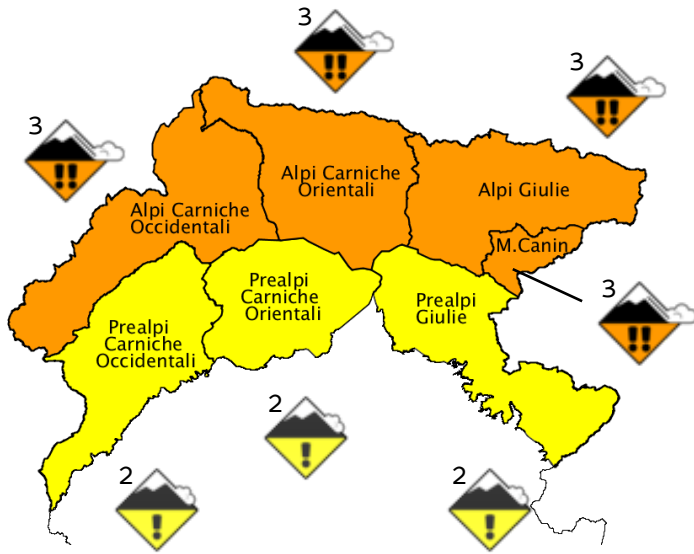 3
3
3
Alpi Carniche
Orientali
Alpi Giulie
Alpi Carniche
Occidentali
M.Canin
Prealpi
Carniche
Orientali
3
Prealpi
Giulie
Prealpi
Carniche
Occidentali
2
2
2